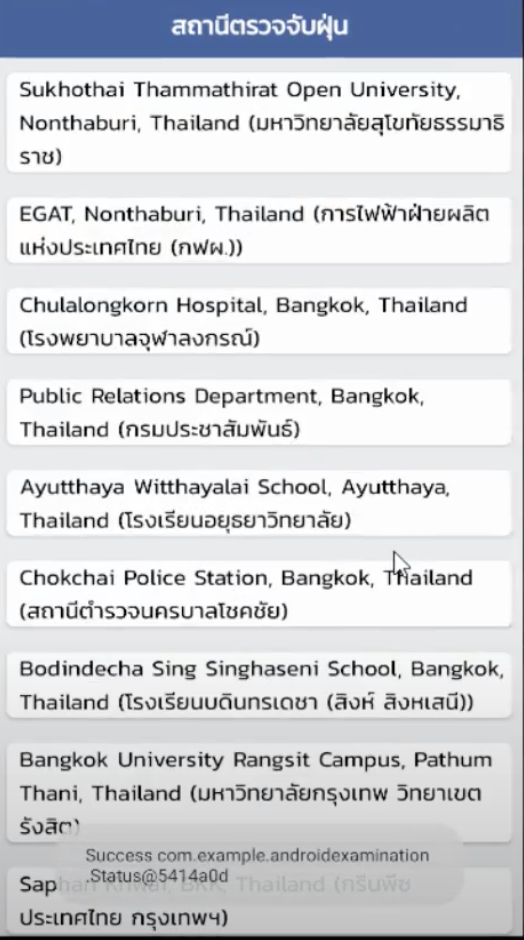 สถานีตรวจจับฝุ่น
Sukhothai Thammathirat Open University,
Nonthaburi, Thailand (มหาวิทยาลัยสุโขทัยธรรมาธิ
ราช)
EGAT, Nonthaburi, Thailand (การไฟฟ้าฝ่ายผลิต
แห่งประเทศไทย (กฟผ.))
Chulalongkorn Hospital, Bangkok, Thailand
(โรงพยาบาลจุฬาลงกรณ์)
Public Relations Department, Bangkok,
Thailand (กรมประชาสัมพันธ์)
Ayutthaya Witthayalai School, Ayutthaya,
Thailand (โรงเรียนอยุธยาวิทยาลัย)
Chokchai Police Station, Bangkok, Thailand
(สถานีตำรวจนครบาลโชคชัย)
Bodindecha Sing Singhaseni School, Bangkok,
Thailand (โรงเรียนบดินทรเดชา (สิงห์ สิงหเสนี))
Bangkok University Rangsit Campus, Pathum
Thani, Thailand (มหาวิทยาลัยกรุงเทพ วิทยาเขต
รังสิต)
Success com.example.androidexamination
.Status@5414a0d
Saphan Khwai, BKK, Thailand (กรีนพีซ
ประเทศไทย กรุงเทพฯ)